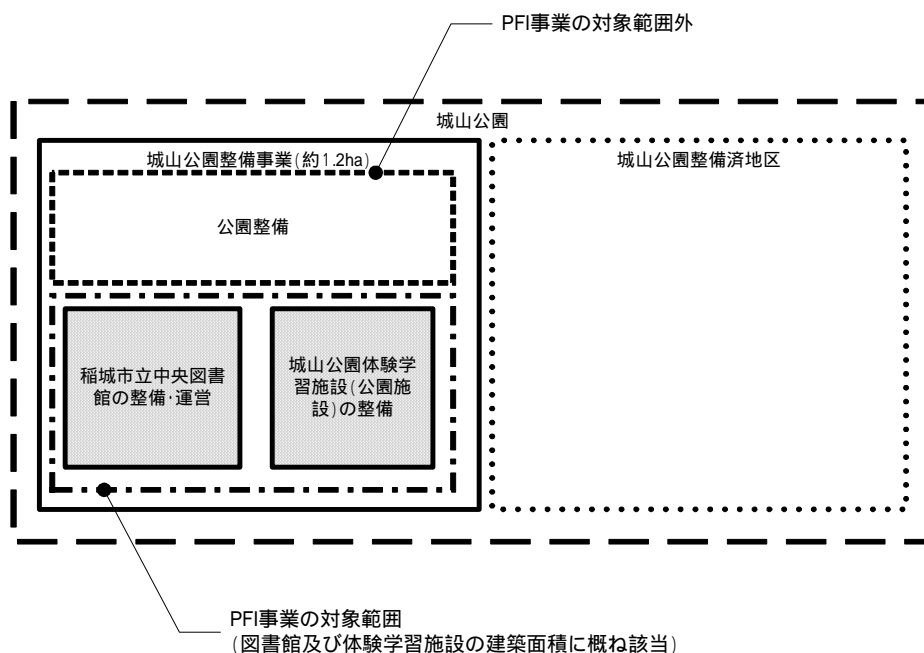 PFI事業の対象範囲外
城山公園
城山公園整備事業(約1.2ha)
城山公園整備済地区
公園整備
稲城市立中央図書
館の整備・運営
城山公園体験学
習施設(公園施
設)の整備
PFI事業の対象範囲
(図書館及び体験学習施設の建築面積に概ね該当)